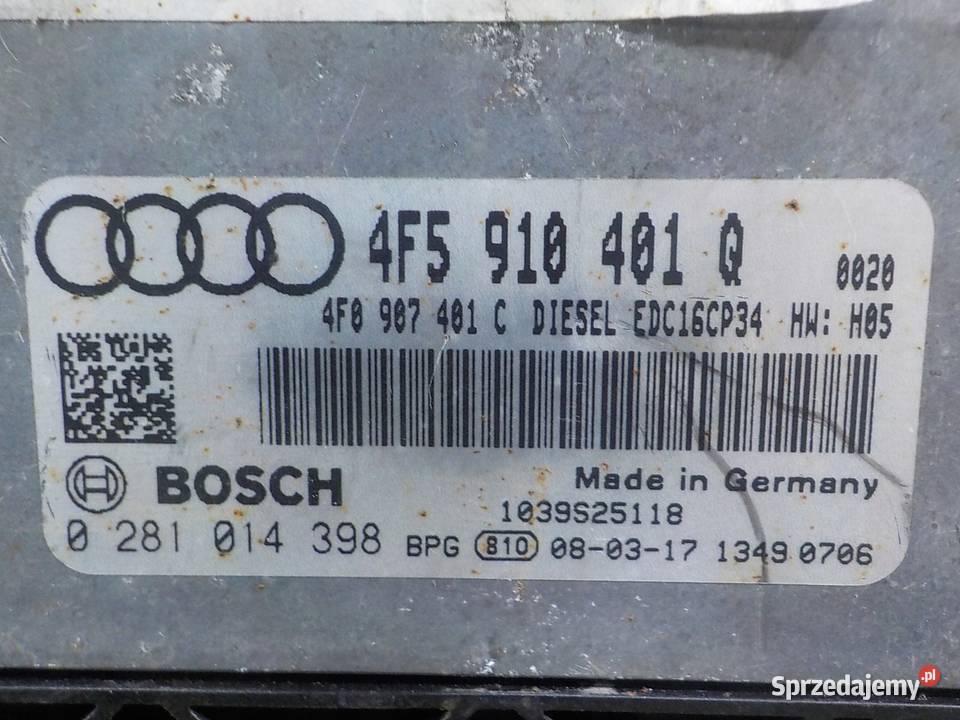 4F5 910 401 Q 0020
4F0 907 401 C DIESEL EDC16CP34 HW: H05
BOSCH Made in Germany
1039S25118
0 281 014 398 BPG 810 08-03-17 1349 0706
Sprzedajemy.pl